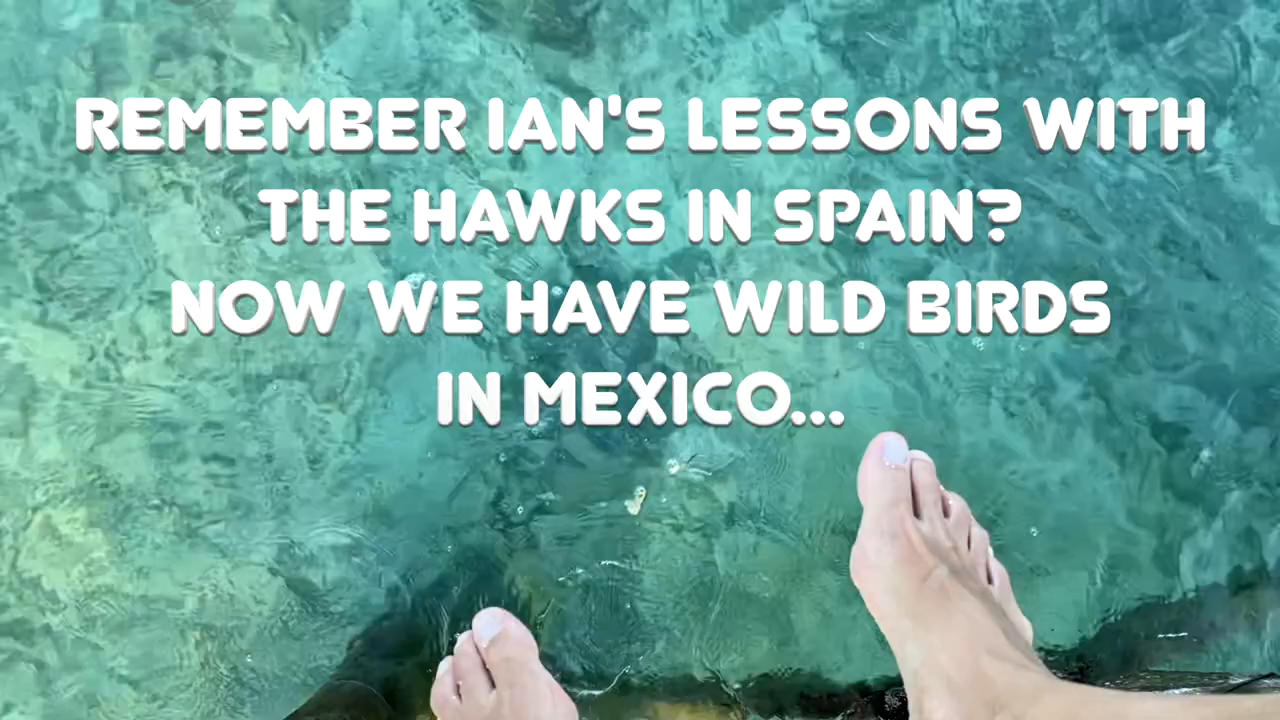 REMEMBER IAN'S LESSONS WITH
THE HAWKS IN SPAIN?
NOW WE HAVE WILD BIRDS
IN MEXICO...